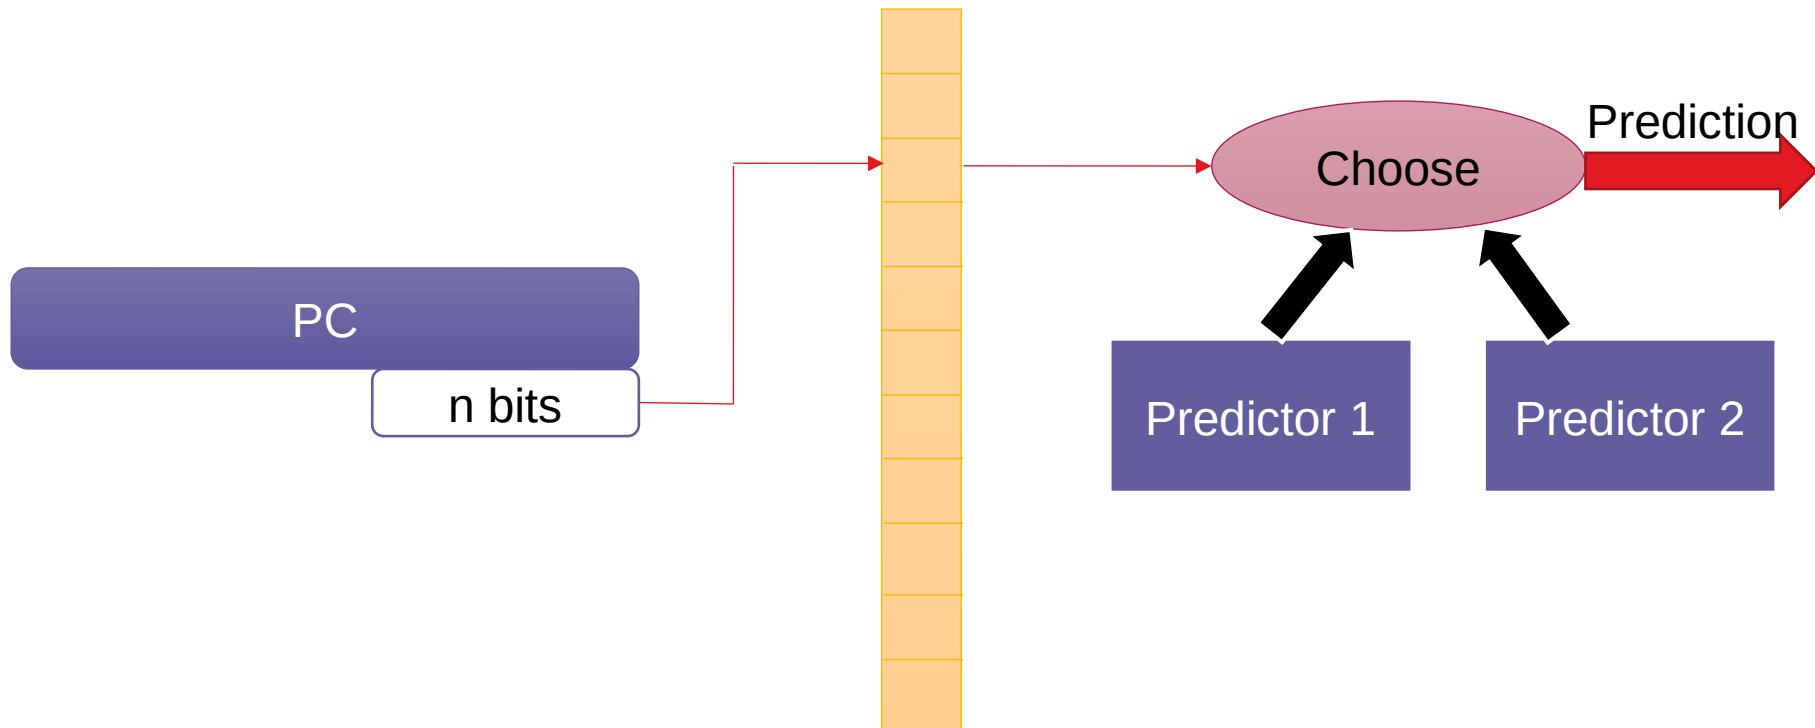 PC
n bits
Choose
Prediction
Predictor 1
Predictor 2